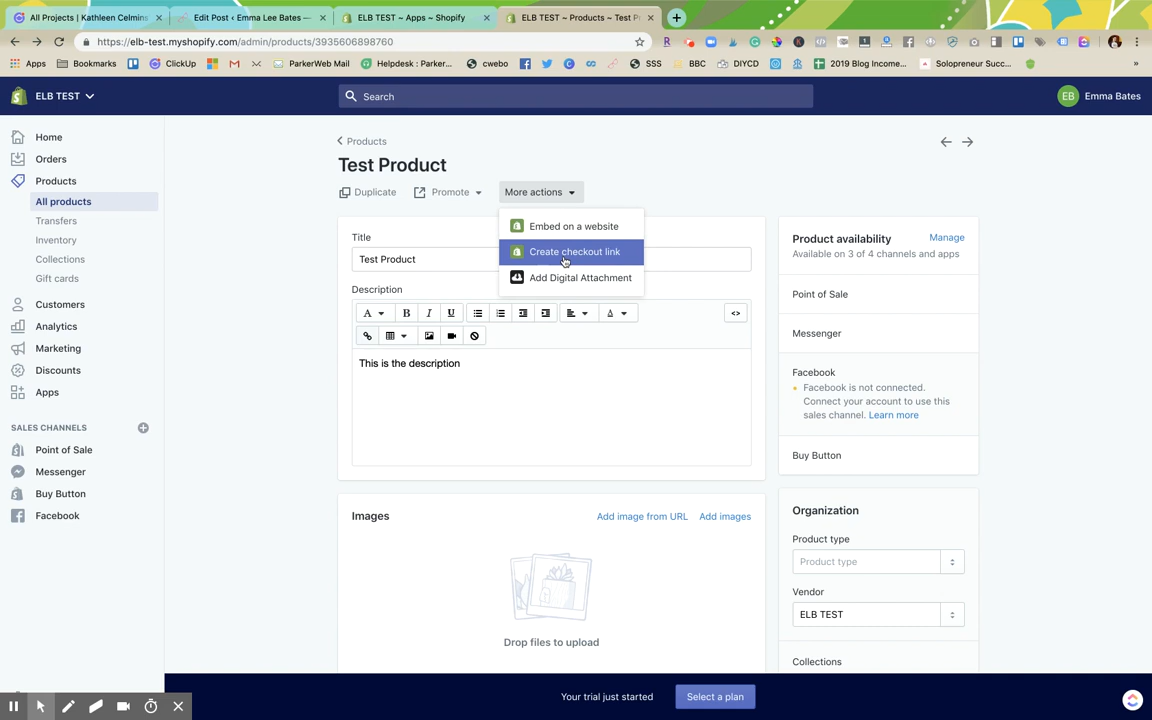 All Projects | Kathleen Celmins
Edit Post ‹ Emma Lee Bates —
ELB TEST ~ Apps ~ Shopify
ELB TEST ~ Products ~ Test P
https://elb-test.myshopify.com/admin/products/3935606898760
Apps
Bookmarks
ClickUp
ParkerWeb Mail
Helpdesk : Parker...
cwebo
SSS
BBC
DIYCD
2019 Blog Income...
Solopreneur Succ...
»
ELB TEST
Search
EB
Emma Bates
Home
Orders
Products
All products
Transfers
Inventory
Collections
Gift cards
Customers
Analytics
Marketing
Discounts
Apps
SALES CHANNELS
Point of Sale
Messenger
Buy Button
Facebook
Products
Test Product
Duplicate
Promote
More actions
Embed on a website
Create checkout link
Add Digital Attachment
Title
Test Product
Description
A
B
I
U
A
<>
This is the description
Images
Add image from URL
Add images
Drop files to upload
Product availability
Manage
Available on 3 of 4 channels and apps
Point of Sale
Messenger
Facebook
Facebook is not connected.
Connect your account to use this
sales channel. Learn more
Buy Button
Organization
Product type
Product type
Vendor
ELB TEST
Collections
Your trial just started
Select a plan